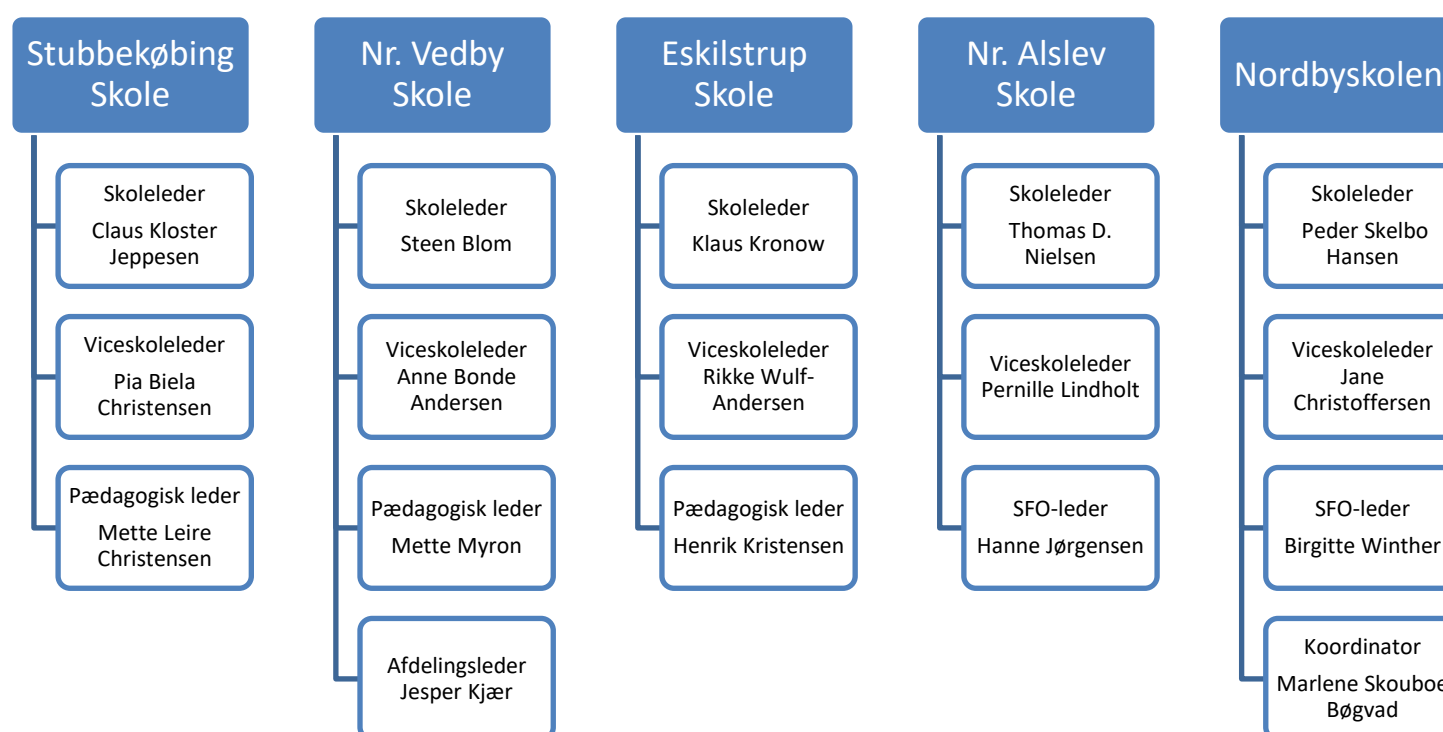 Stubbekøbing
Skole
Skoleleder
Claus Kloster
Jeppesen
Viceskoleleder
Pia Biela
Christensen
Pædagogisk leder
Mette Leire
Christensen
Nr. Vedby
Skole
Skoleleder
Steen Blom
Viceskoleleder
Anne Bonde
Andersen
Pædagogisk leder
Mette Myron
Afdelingsleder
Jesper Kjær
Eskilstrup
Skole
Skoleleder
Klaus Kronow
Viceskoleleder
Rikke Wulf-
Andersen
Pædagogisk leder
Henrik Kristensen
Nr. Alslev
Skole
Skoleleder
Thomas D.
Nielsen
Viceskoleleder
Pernille Lindholt
SFO-leder
Hanne Jørgensen
Nordbyskolen
Skoleleder
Peder Skelbo
Hansen
Viceskoleleder
Jane
Christoffersen
SFO-leder
Birgitte Winther
Koordinator
Marlene Skouboe
Bøgvad